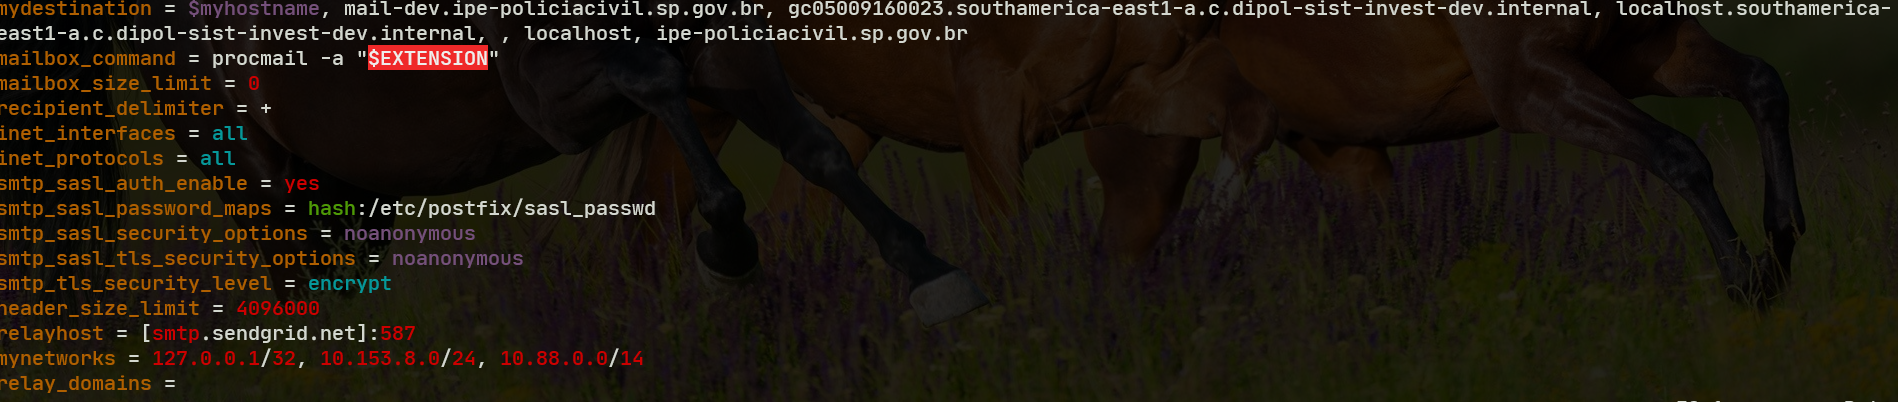 mydestination = $myhostname, mail-dev.ipe-policiacivil.sp.gov.br, gc05009160023.southamerica-east1-a.c.dipol-sist-invest-dev.internal, localhost.southamerica-
east1-a.c.dipol-sist-invest-dev.internal, , localhost, ipe-policiacivil.sp.gov.br
mailbox_command = procmail -a "$EXTENSION"
mailbox_size_limit = 0
recipient_delimiter = +
inet_interfaces = all
inet_protocols = all
smtp_sasl_auth_enable = yes
smtp_sasl_password_maps = hash:/etc/postfix/sasl_passwd
smtp_sasl_security_options = noanonymous
smtp_sasl_tls_security_options = noanonymous
smtp_tls_security_level = encrypt
header_size_limit = 4096000
relayhost = [smtp.sendgrid.net]:587
mynetworks = 127.0.0.1/32, 10.153.8.0/24, 10.88.0.0/14
relay_domains =